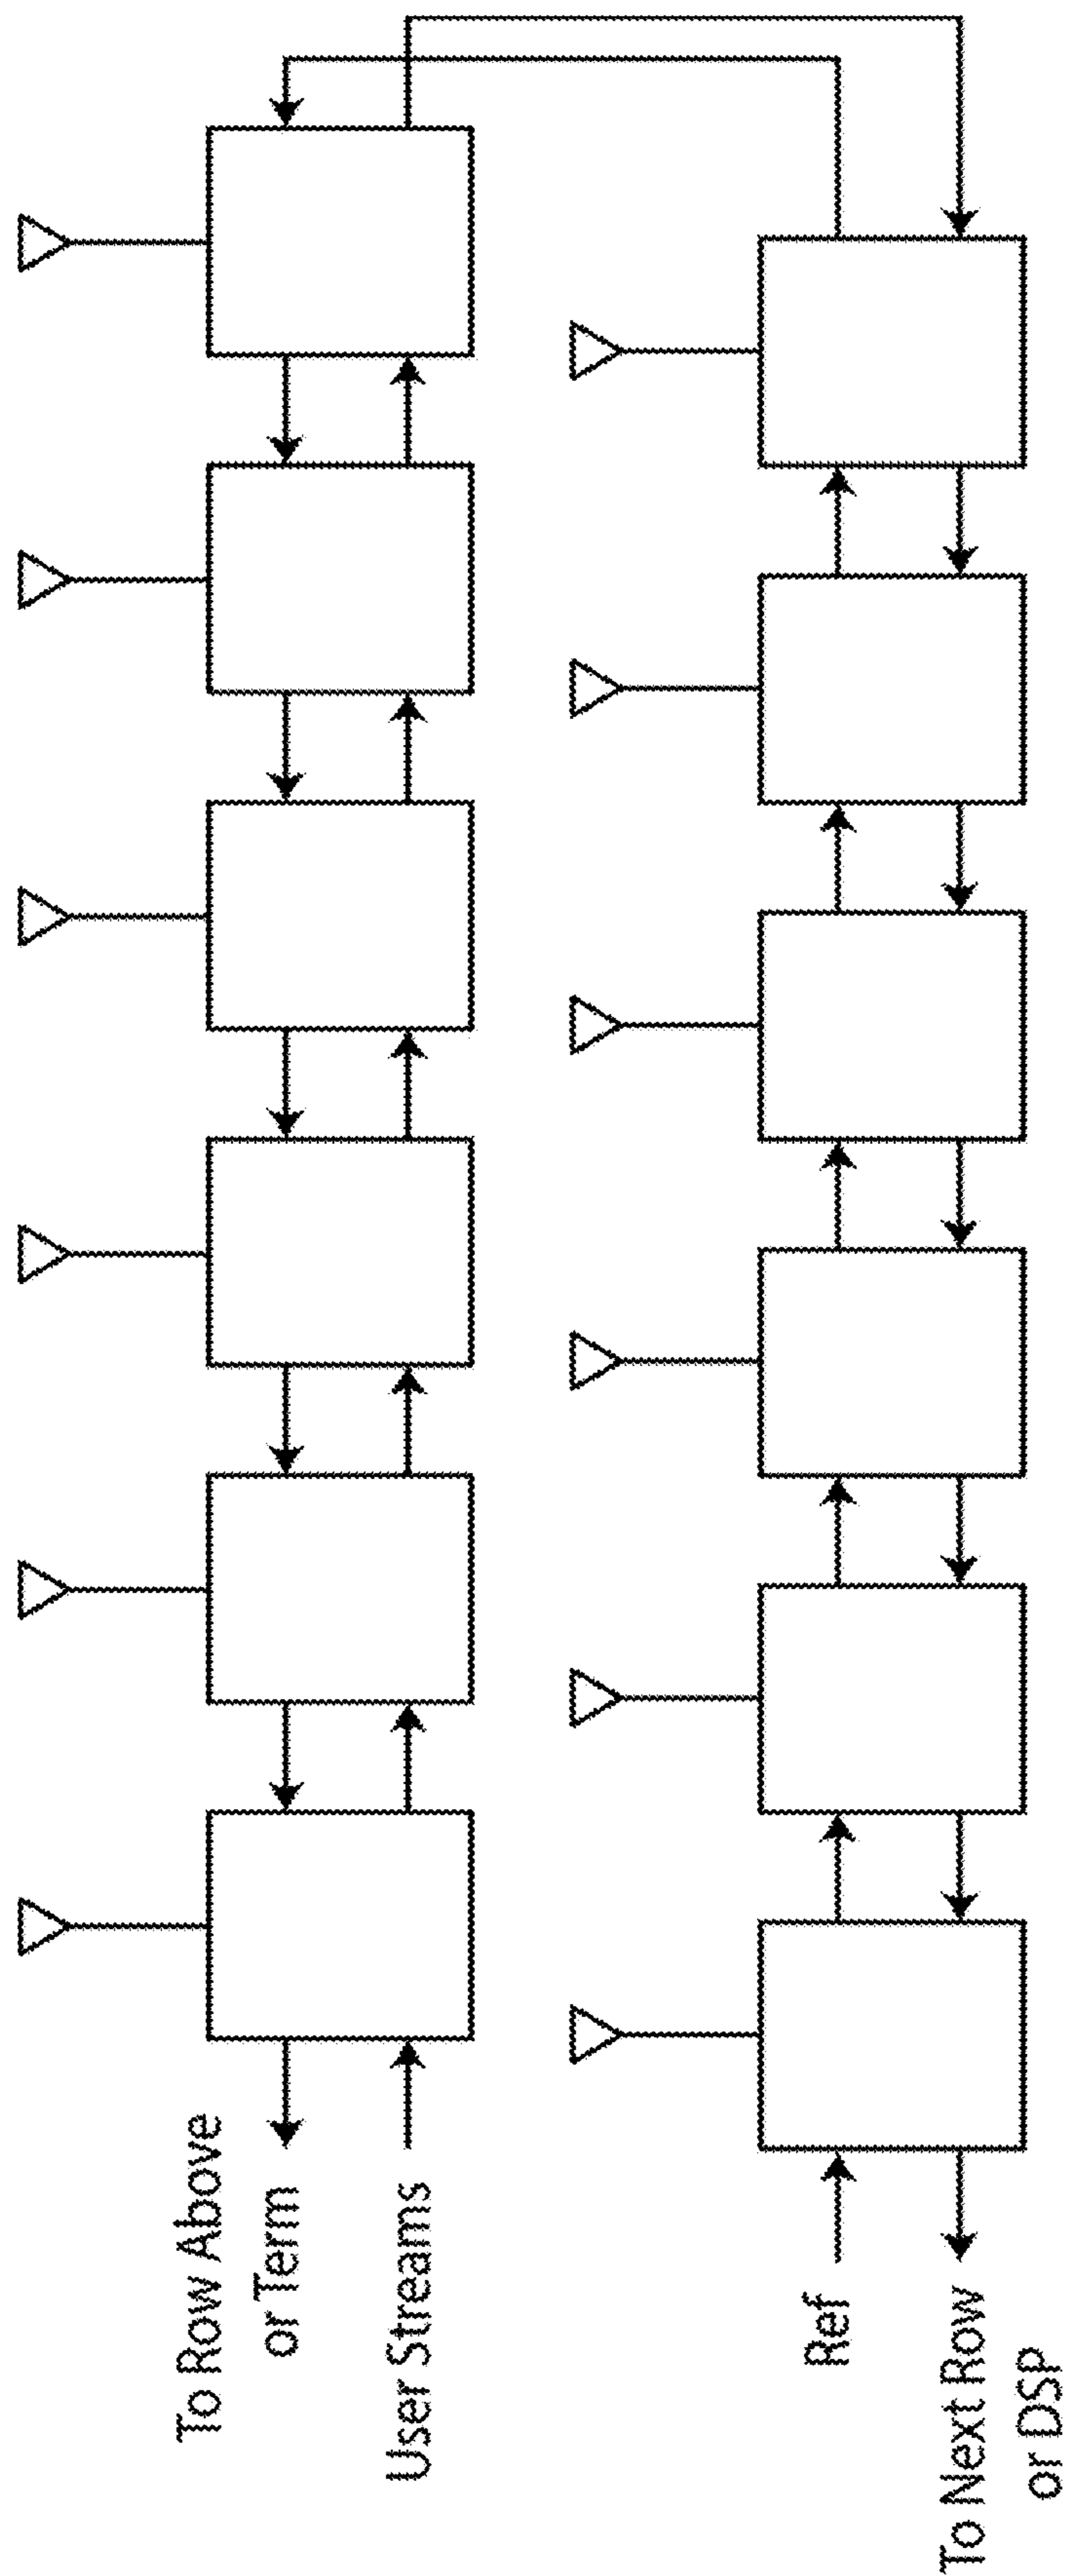 To Row Above
or Term
User Streams
Ref
To Next Row
or DSP